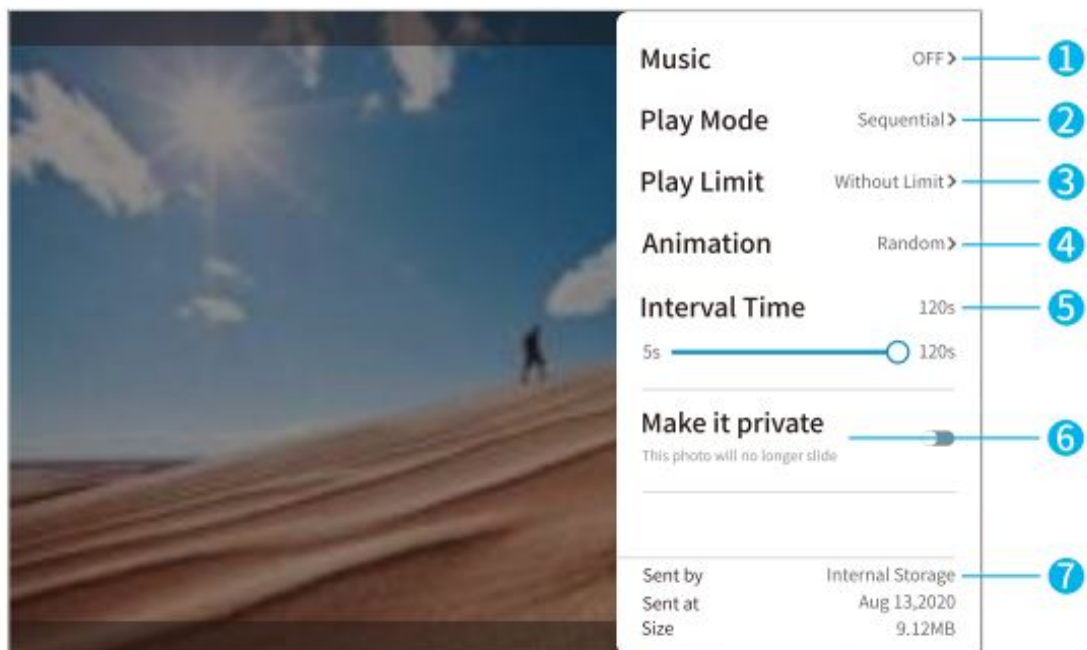 Music OFF> 1
Play Mode Sequential> 2
Play Limit Without Limit> 3
Animation Random> 4
Interval Time 120s 5
5s 120s
Make it private 6
This photo will no longer slide
Sent by Internal Storage 7
Sent at Aug 13,2020
Size 9.12MB